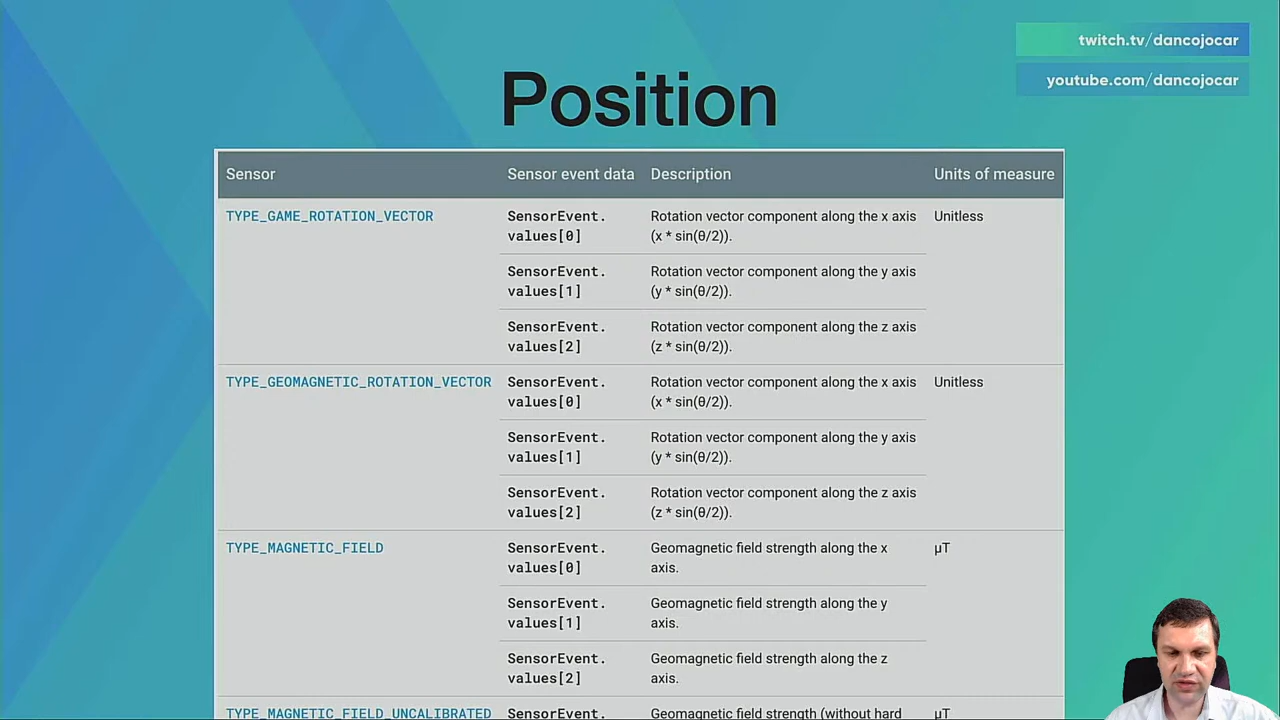 twitch.tv/dancojocar
youtube.com/dancojocar
Position
Sensor Sensor event data Description Units of measure
TYPE_GAME_ROTATION_VECTOR SensorEvent. Rotation vector component along the x axis Unitless
values[0] (x * sin(θ/2)).
SensorEvent. Rotation vector component along the y axis
values[1] (y * sin(θ/2)).
SensorEvent. Rotation vector component along the z axis
values[2] (z * sin(θ/2)).
TYPE_GEOMAGNETIC_ROTATION_VECTOR SensorEvent. Rotation vector component along the x axis Unitless
values[0] (x * sin(θ/2)).
SensorEvent. Rotation vector component along the y axis
values[1] (y * sin(θ/2)).
SensorEvent. Rotation vector component along the z axis
values[2] (z * sin(θ/2)).
TYPE_MAGNETIC_FIELD SensorEvent. Geomagnetic field strength along the x μT
values[0] axis.
SensorEvent. Geomagnetic field strength along the y
values[1] axis.
SensorEvent. Geomagnetic field strength along the z
values[2] axis.
TYPE_MAGNETIC_FIELD_UNCALIBRATED SensorEvent. Geomagnetic field strength (without hard μT